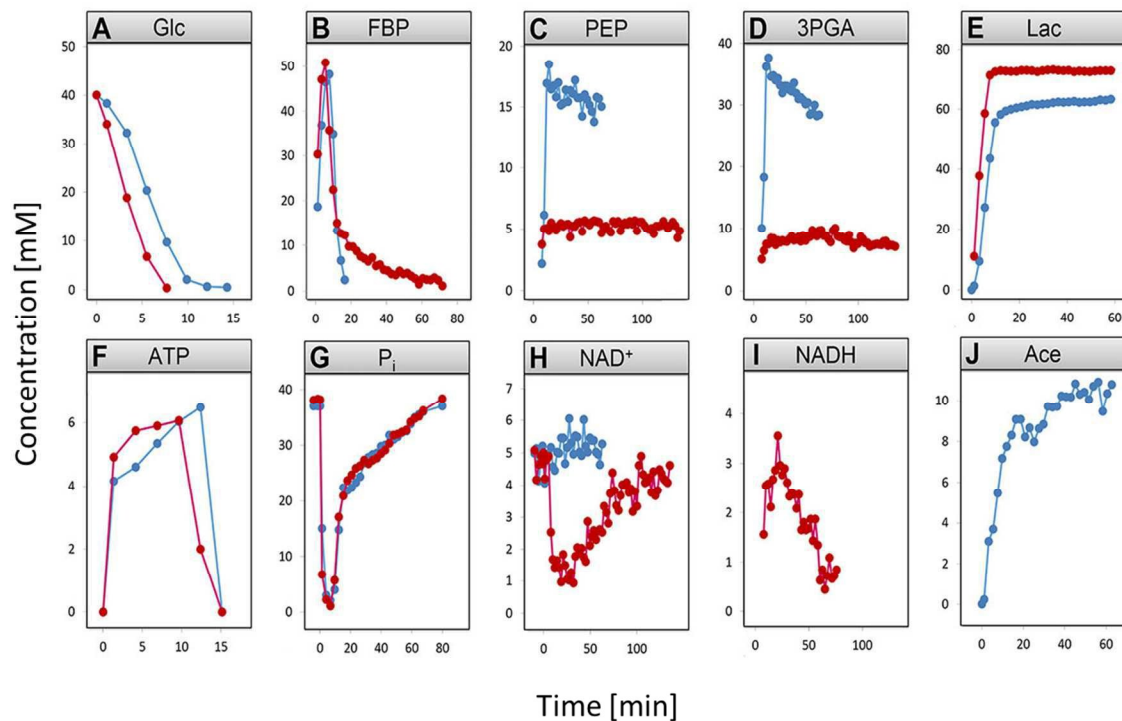 A Glc
B FBP
C PEP
D 3PGA
E Lac
50
40
30
20
10
0
0 5 10 15
50
40
30
20
10
0
0 20 40 60 80
20
15
10
5
0
0 50 100
40
30
20
10
0
0 50 100
80
60
40
20
0
0 20 40 60
Concentration [mM]
F ATP
G Pi
H NAD+
I NADH
J Ace
6
4
2
0
0 5 10 15
40
30
20
10
0
0 20 40 60 80
7
6
5
4
3
2
1
0
0 50 100
4
3
2
1
0
0 50 100
10
8
6
4
2
0
0 20 40 60
Time [min]